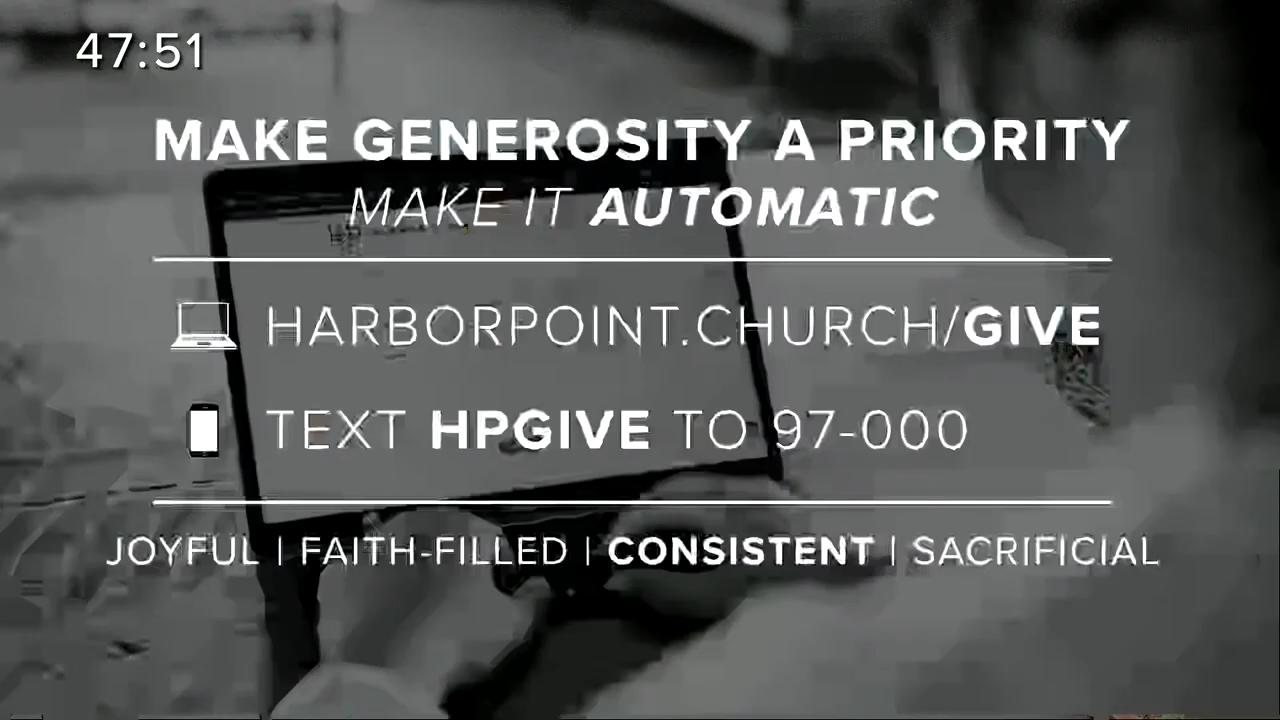 47:51
MAKE GENEROSITY A PRIORITY
MAKE IT AUTOMATIC
HARBORPOINT.CHURCH/GIVE
TEXT HPGIVE TO 97-000
JOYFUL | FAITH-FILLED | CONSISTENT | SACRIFICIAL